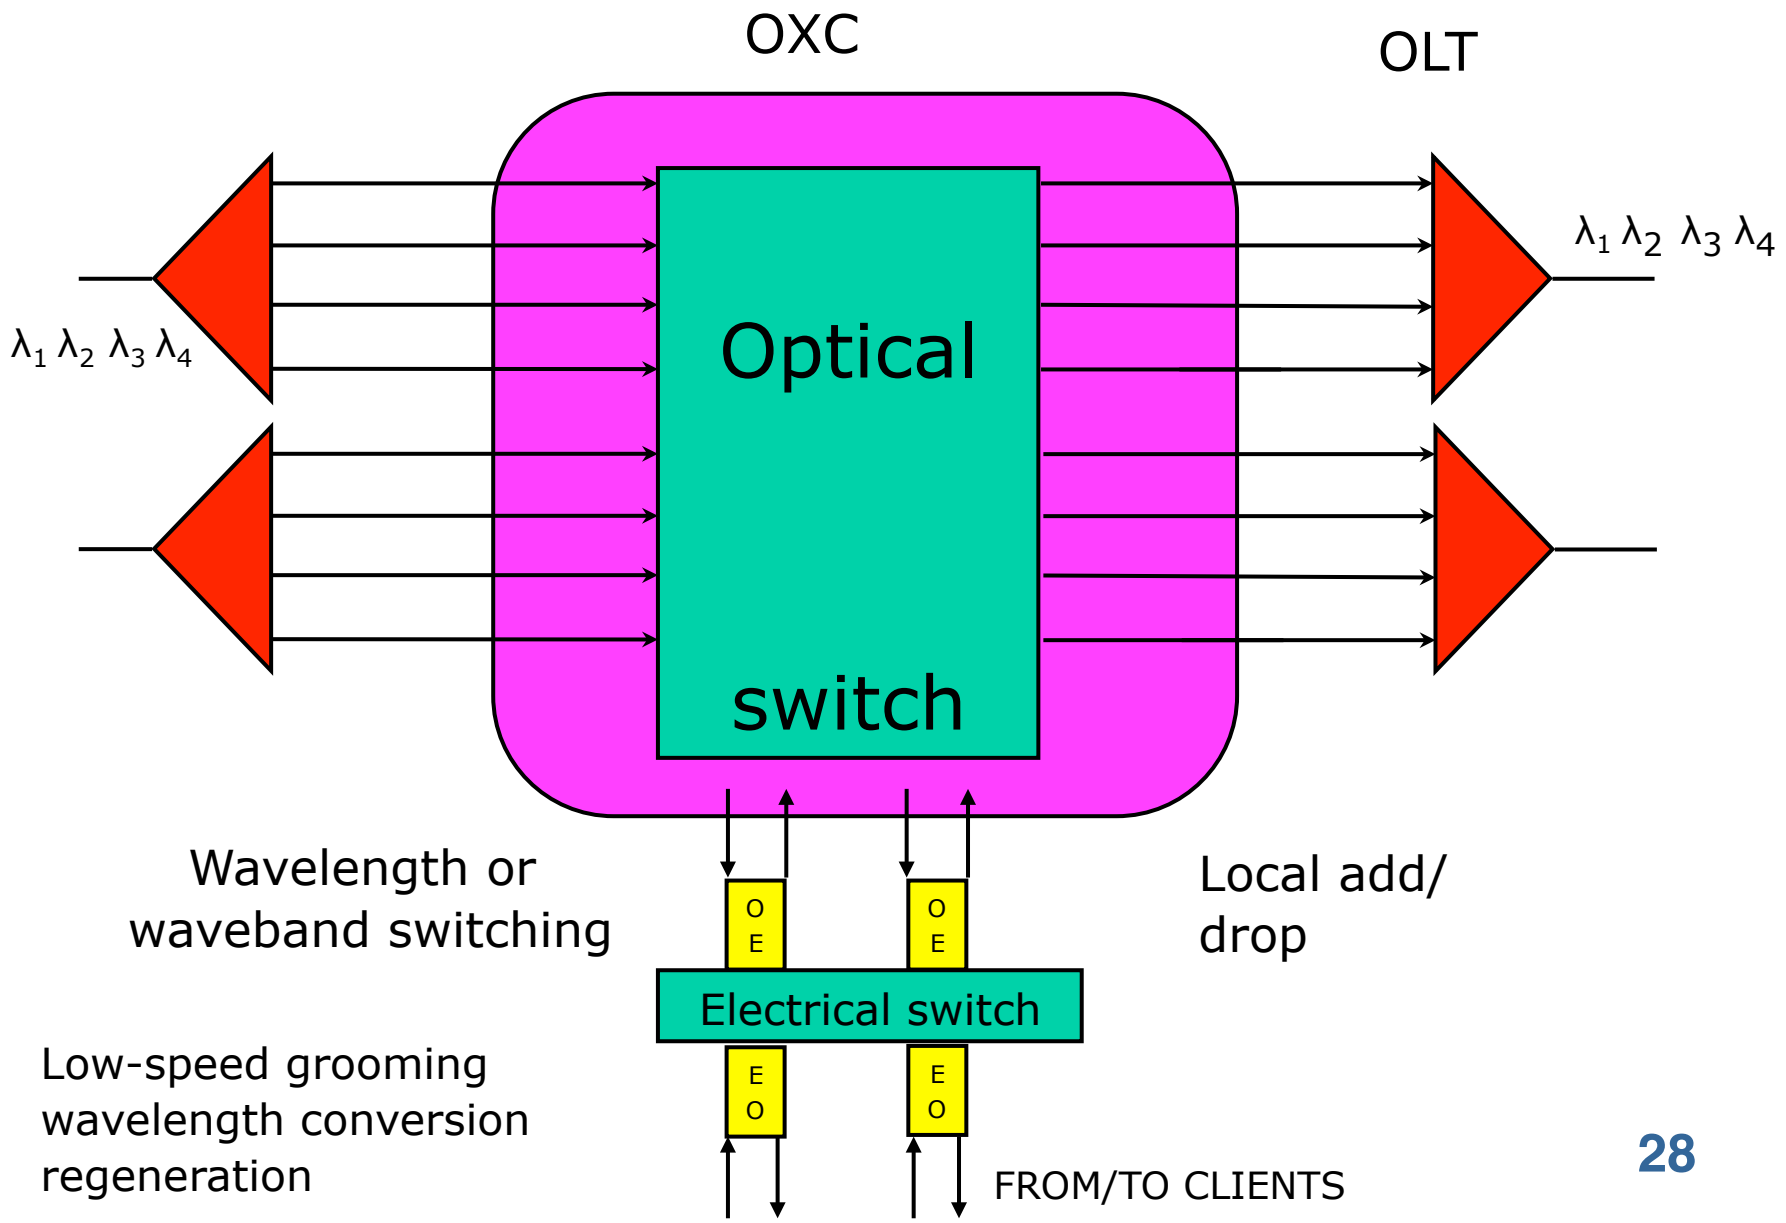 OXC
OLT
λ1 λ2 λ3 λ4
λ1 λ2 λ3 λ4
Optical
switch
Wavelength or
waveband switching
Local add/
drop
O
E
O
E
Electrical switch
Low-speed grooming
wavelength conversion
regeneration
E
O
E
O
FROM/TO CLIENTS
28